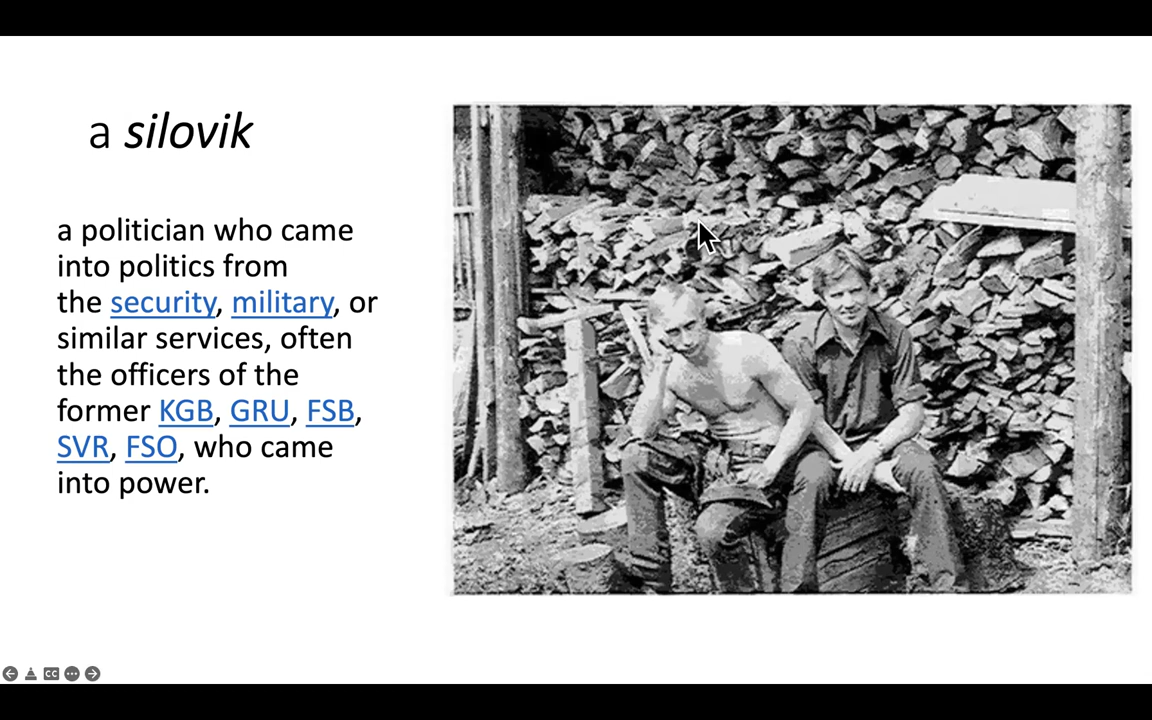 a silovik
a politician who came
into politics from
the security, military, or
similar services, often
the officers of the
former KGB, GRU, FSB,
SVR, FSO, who came
into power.
CC